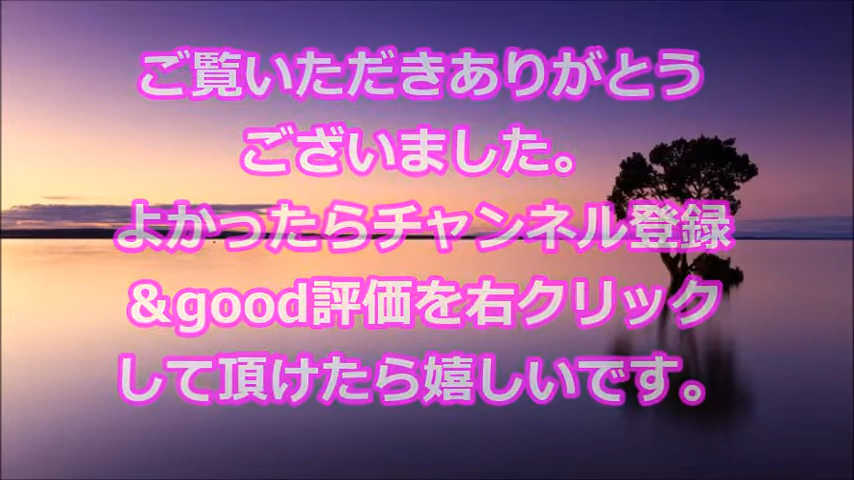 ご覧いただきありがとう
ございました。
よかったらチャンネル登録
＆good評価を右クリック
して頂けたら嬉しいです。